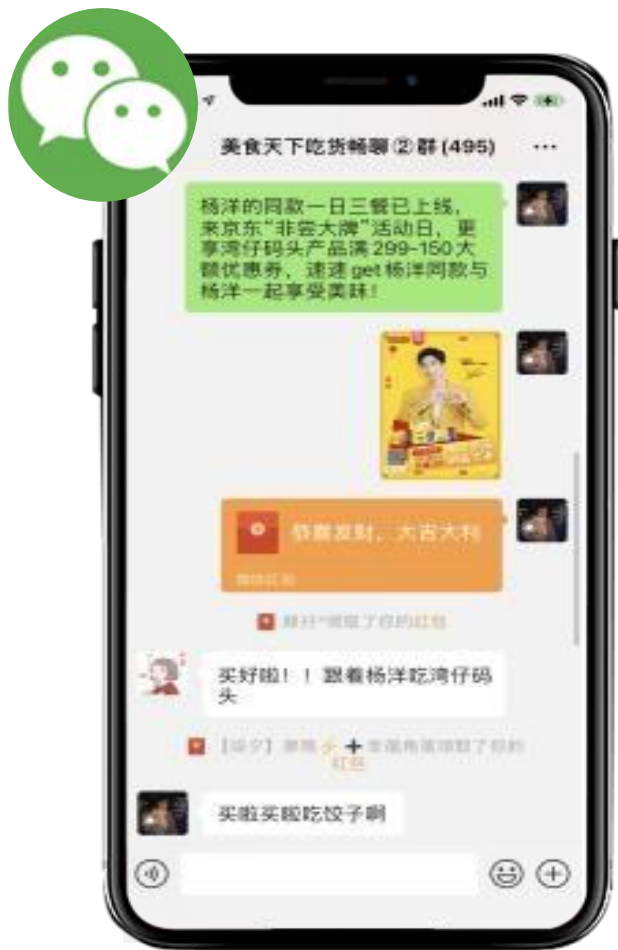 美食天下吃货畅聊②群(495)
杨洋的同款一日三餐已上线，
来京东“非尝大牌”活动日，更
享湾仔码头产品满299-150大
额优惠券，速速get杨洋同款与
杨洋一起享受美味！
恭喜发财，大吉大利
领取了你的红包
买好啦！！跟着杨洋吃湾仔码
头
领取了你的
红包
买啦买啦吃饺子啊